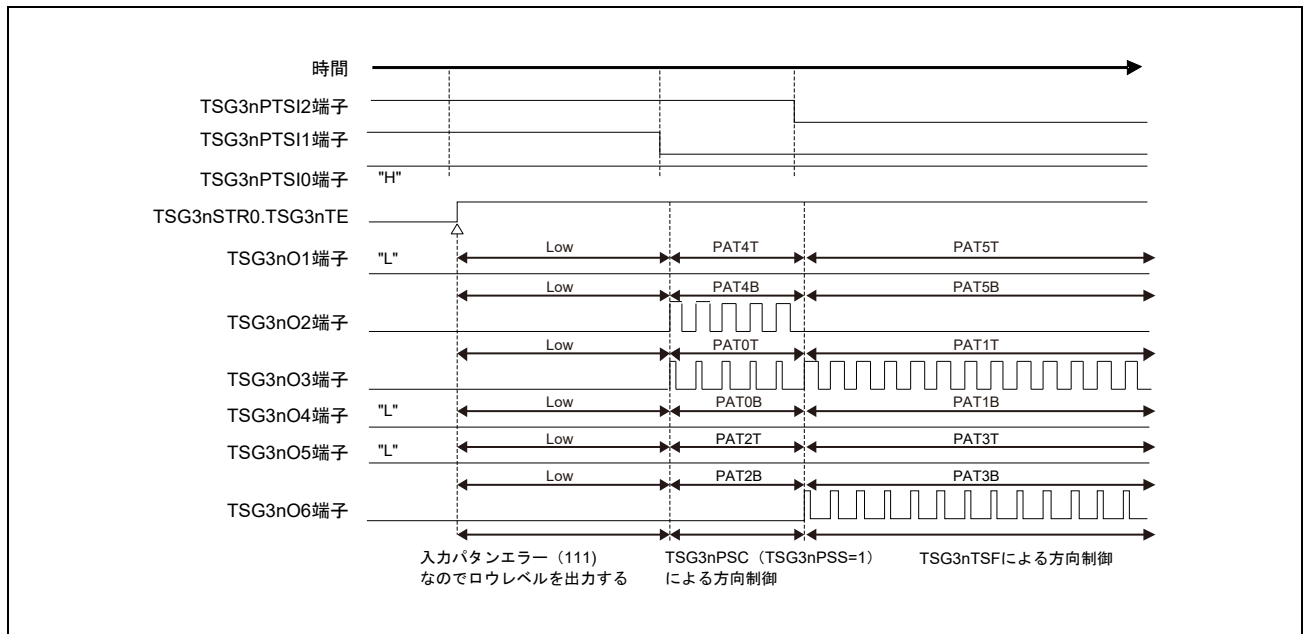 時間
TSG3nPTSI2端子
TSG3nPTSI1端子
TSG3nPTSI0端子 "H"
TSG3nSTR0.TSG3nTE
TSG3nO1端子 "L" Low PAT4T PAT5T
Low PAT4B PAT5B
TSG3nO2端子
Low PAT0T PAT1T
TSG3nO3端子
TSG3nO4端子 "L" Low PAT0B PAT1B
TSG3nO5端子 "L" Low PAT2T PAT3T
Low PAT2B PAT3B
TSG3nO6端子
入力パタンエラー（111) TSG3nPSC（TSG3nPSS=1） TSG3nTSFによる方向制御
なのでロウレベルを出力する による方向制御